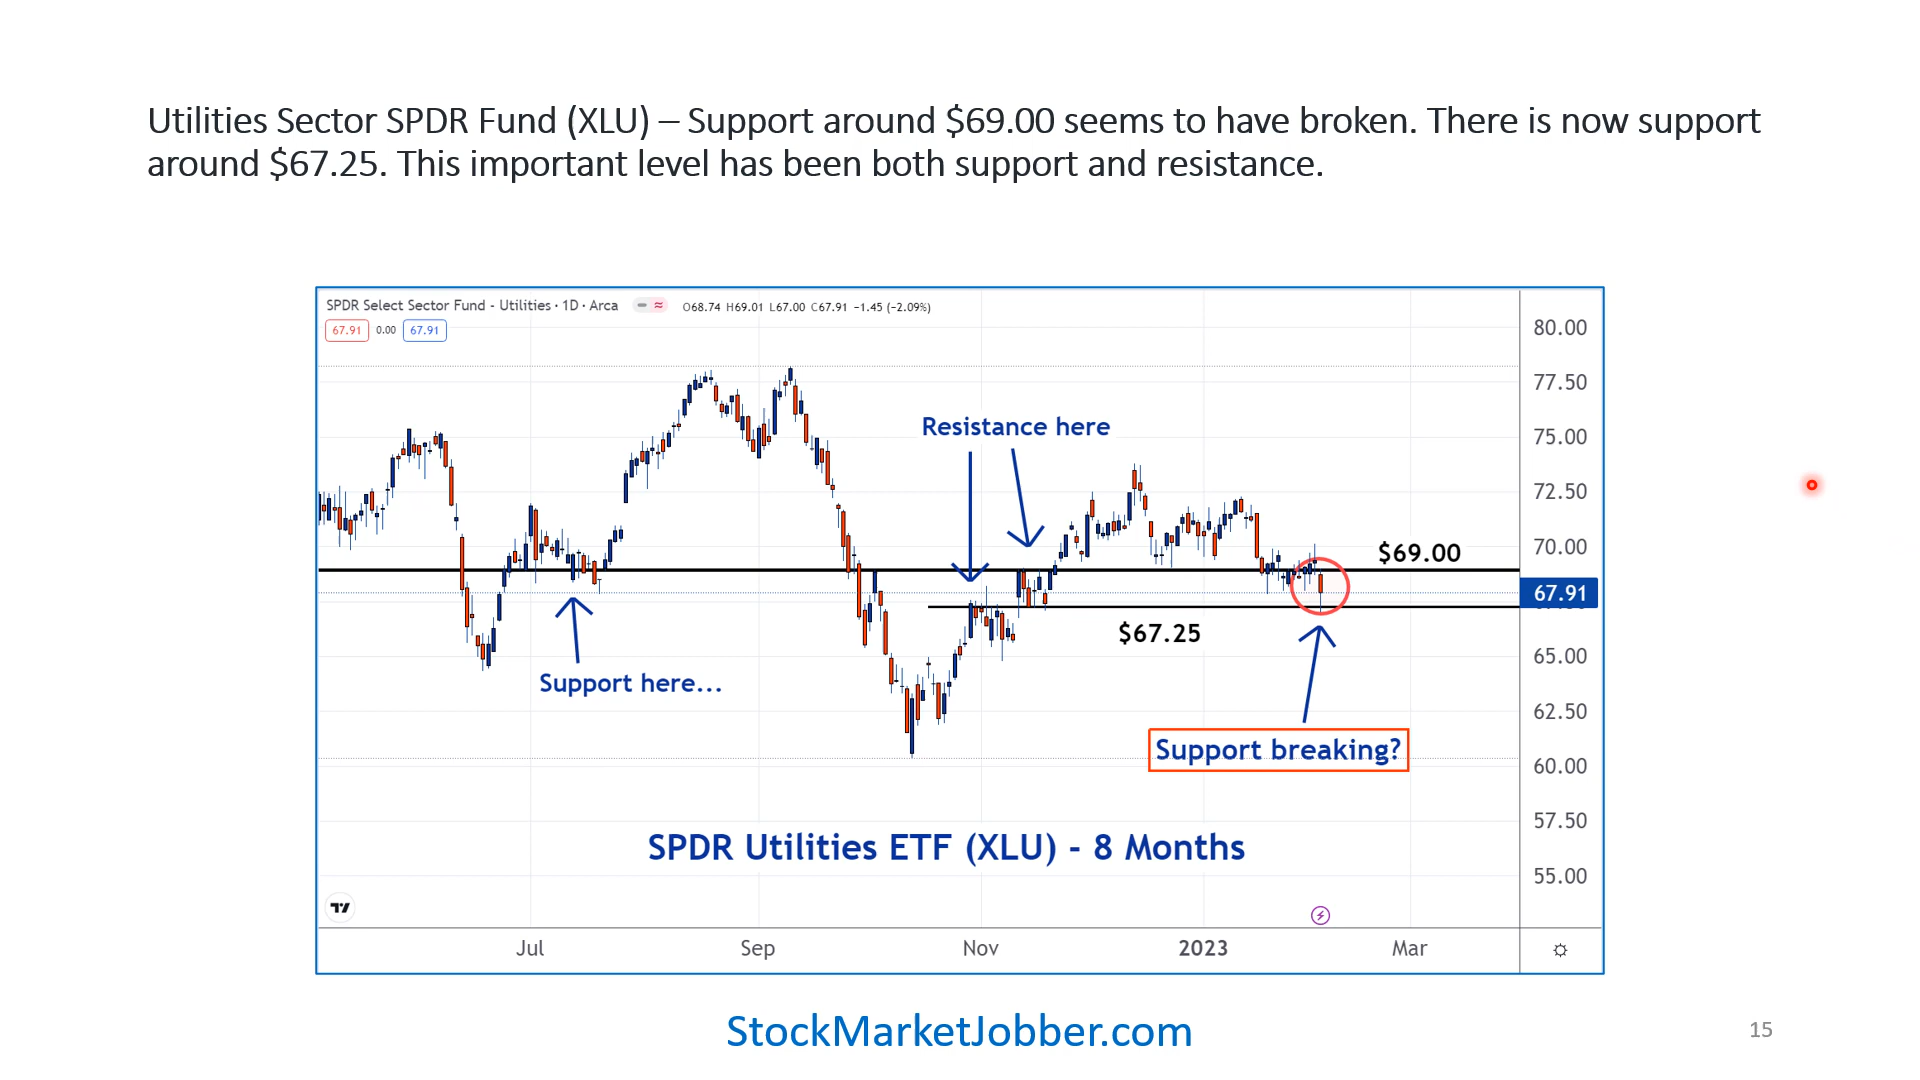 Utilities Sector SPDR Fund (XLU) – Support around $69.00 seems to have broken. There is now support
around $67.25. This important level has been both support and resistance.
SPDR Select Sector Fund - Utilities · 1D · Arca O68.74 H69.01 L67.00 C67.91 −1.45 (−2.09%)
67.91 0.00 67.91
80.00
77.50
75.00
Resistance here
72.50
70.00
$69.00
67.91
$67.25
65.00
Support here...
62.50
Support breaking?
60.00
57.50
SPDR Utilities ETF (XLU) - 8 Months
55.00
Jul Sep Nov 2023 Mar
StockMarketJobber.com
15